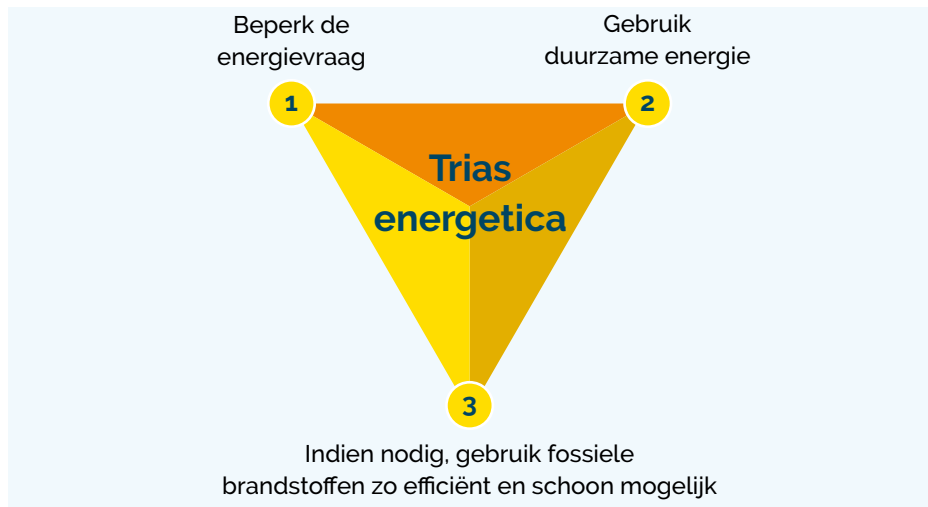 Beperk de
energievraag
Gebruik
duurzame energie
1
2
Trias
energetica
3
Indien nodig, gebruik fossiele
brandstoffen zo efficiënt en schoon mogelijk